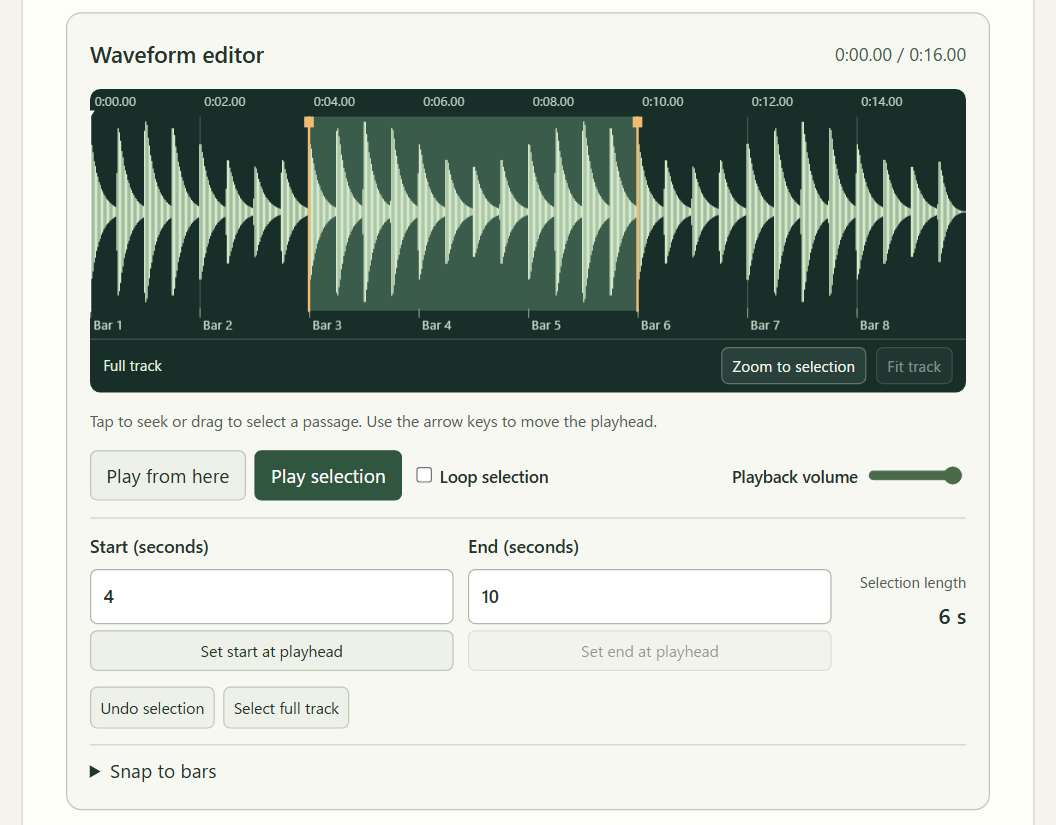 Waveform editor 0:00.00 / 0:16.00
0:00.00 0:02.00 0:04.00 0:06.00 0:08.00 0:10.00 0:12.00 0:14.00
Bar 1 Bar 2 Bar 3 Bar 4 Bar 5 Bar 6 Bar 7 Bar 8
Full track Zoom to selection Fit track
Tap to seek or drag to select a passage. Use the arrow keys to move the playhead.
Play from here Play selection Loop selection Playback volume
Start (seconds) End (seconds)
Selection length
4 10
6 s
Set start at playhead Set end at playhead
Undo selection Select full track
Snap to bars